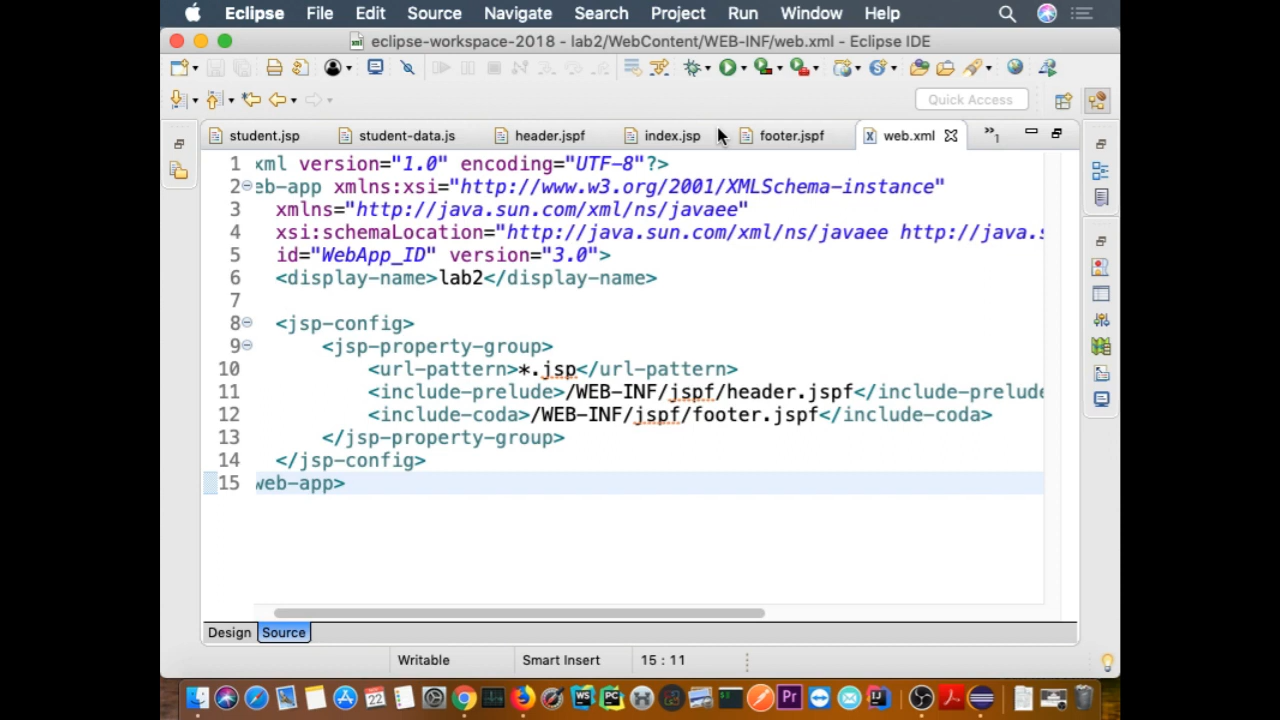 Eclipse File Edit Source Navigate Search Project Run Window Help
eclipse-workspace-2018 - lab2/WebContent/WEB-INF/web.xml - Eclipse IDE
Quick Access
student.jsp student-data.js header.jspf index.jsp footer.jspf web.xml »1
1 xml version="1.0" encoding="UTF-8"?>
2 eb-app xmlns:xsi="http://www.w3.org/2001/XMLSchema-instance"
3 xmlns="http://java.sun.com/xml/ns/javaee"
4 xsi:schemaLocation="http://java.sun.com/xml/ns/javaee http://java.s
5 id="WebApp_ID" version="3.0">
6 <display-name>lab2</display-name>
7
8 <jsp-config>
9 <jsp-property-group>
10 <url-pattern>*.jsp</url-pattern>
11 <include-prelude>/WEB-INF/jspf/header.jspf</include-prelude
12 <include-coda>/WEB-INF/jspf/footer.jspf</include-coda>
13 </jsp-property-group>
14 </jsp-config>
15 web-app>
Design Source
Writable Smart Insert 15 : 11
22 WS PC Pr